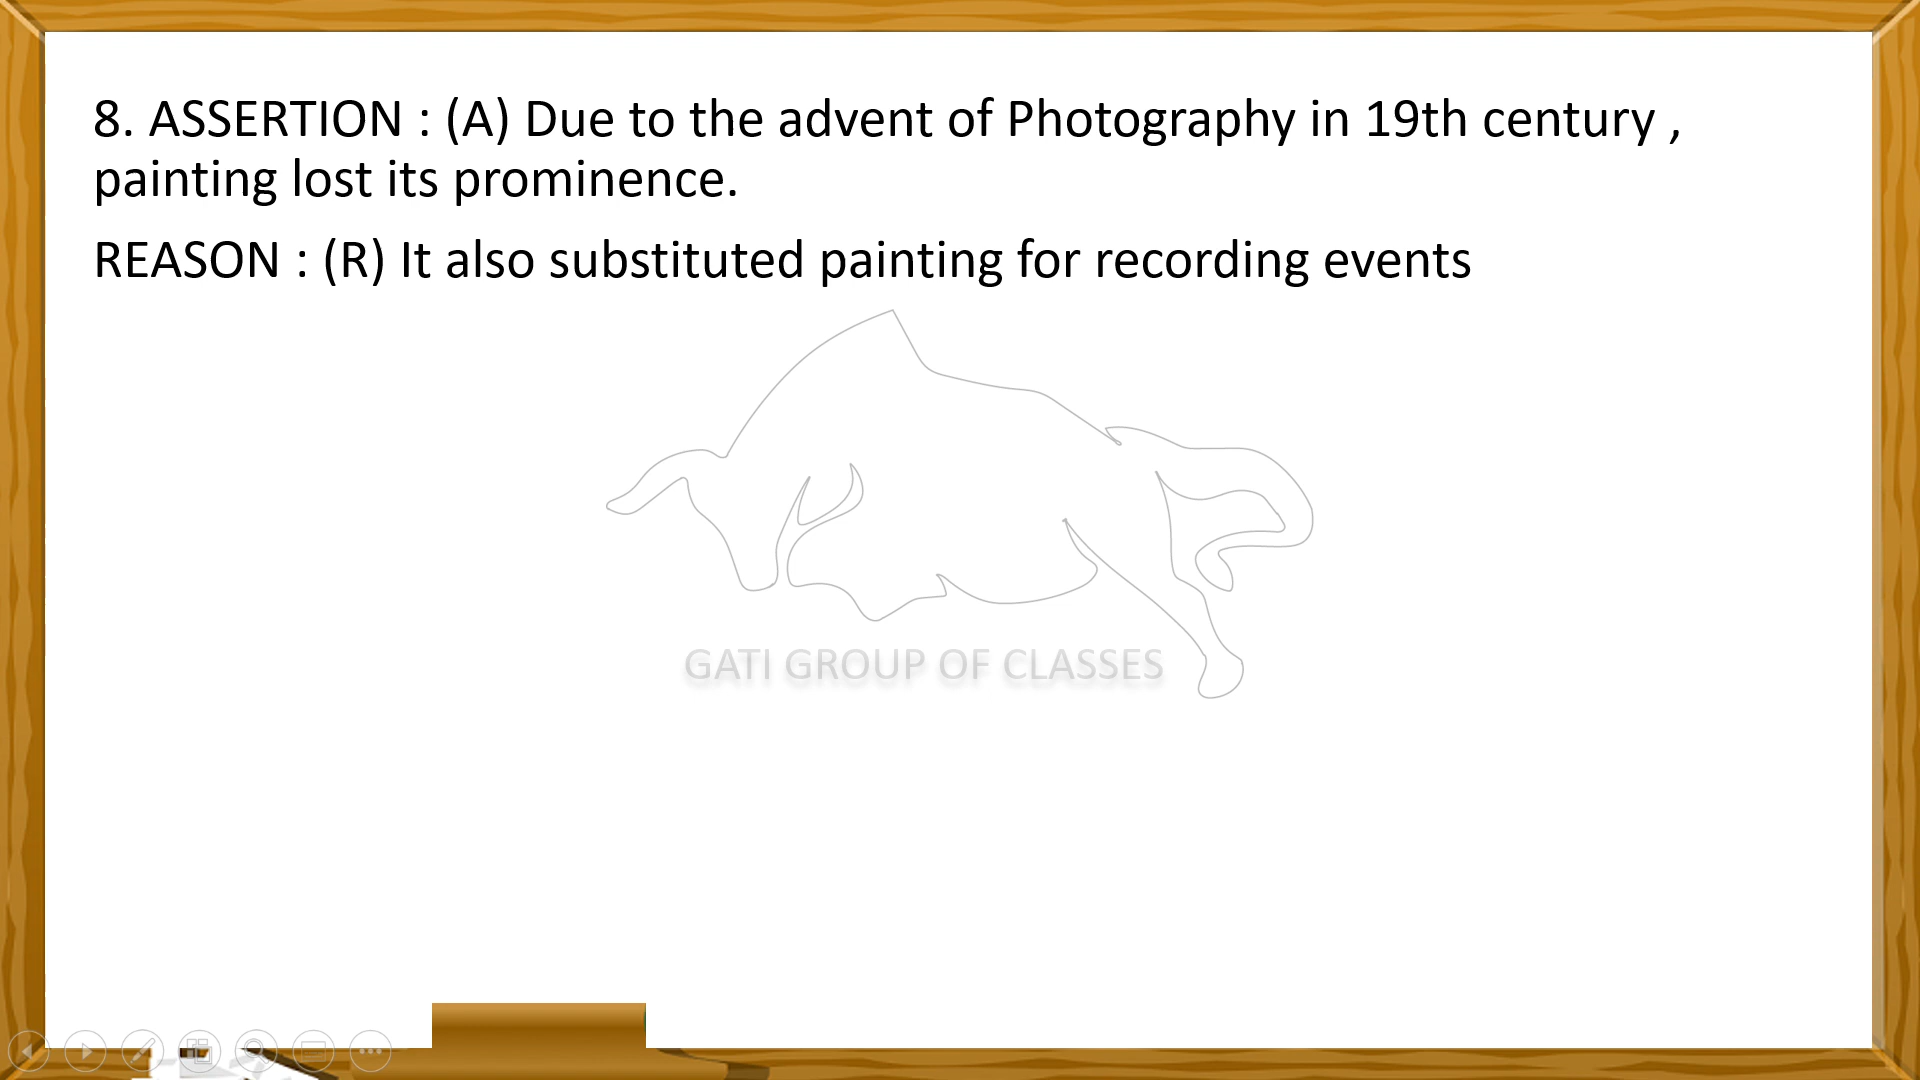 8. ASSERTION : (A) Due to the advent of Photography in 19th century ,
painting lost its prominence.
REASON : (R) It also substituted painting for recording events
GATI GROUP OF CLASSES